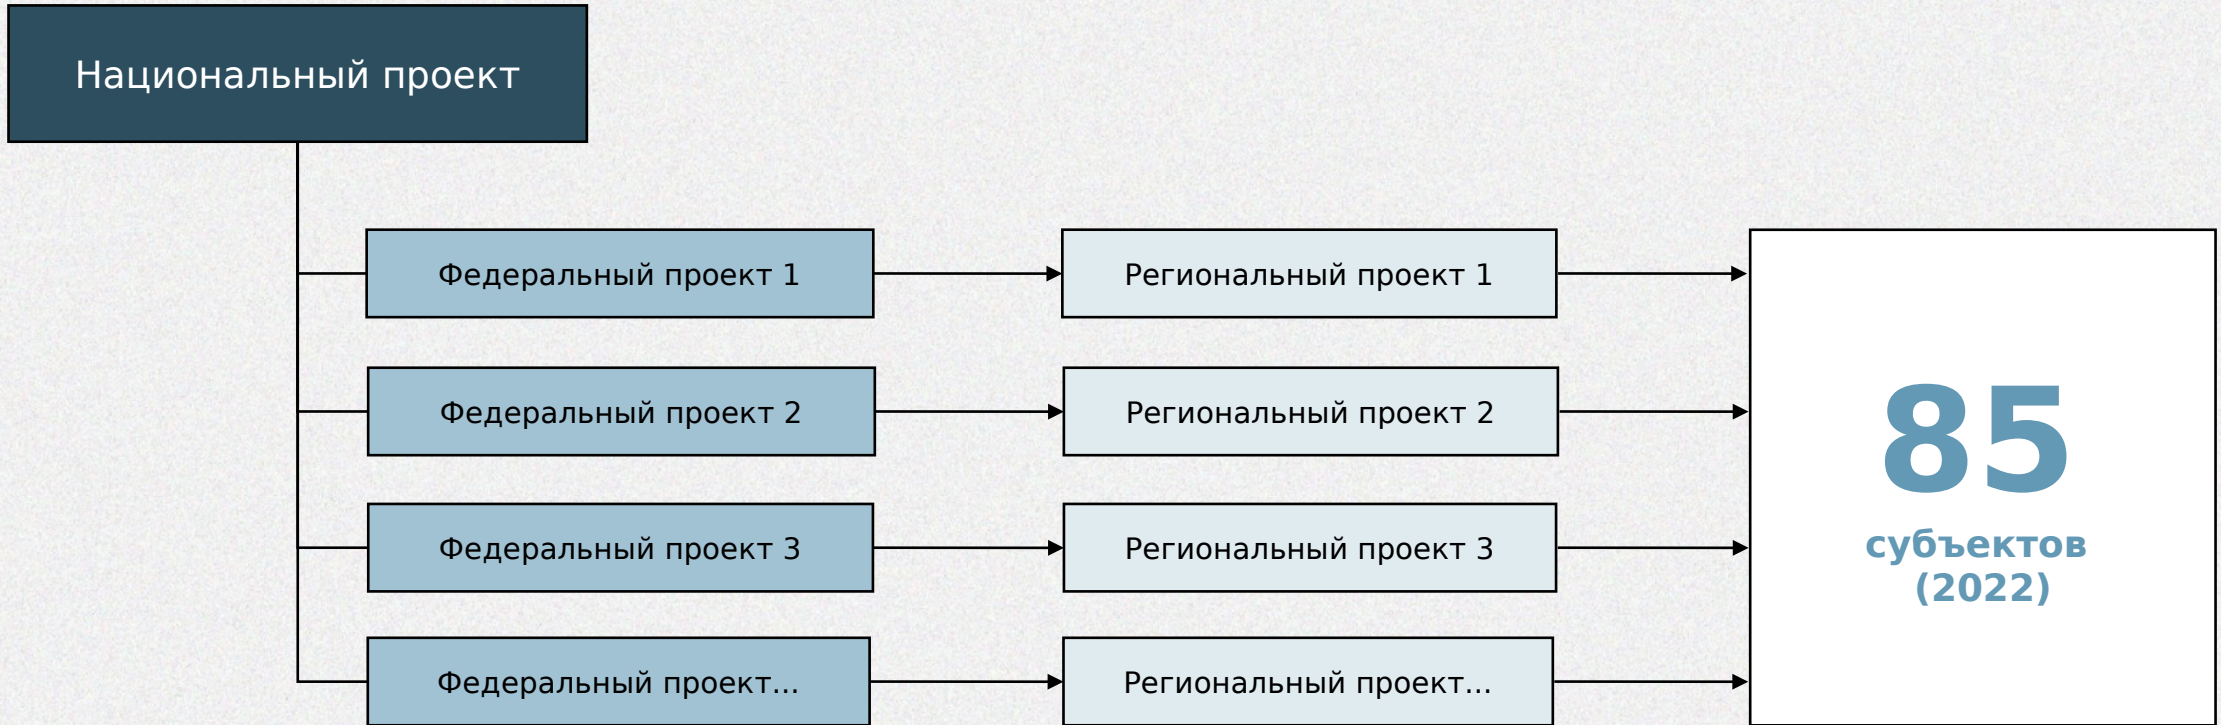 Национальный проект
Федеральный проект 1
Региональный проект 1
Федеральный проект 2
Региональный проект 2
Федеральный проект 3
Региональный проект 3
Федеральный проект...
Региональный проект...
85
субъектов
(2022)